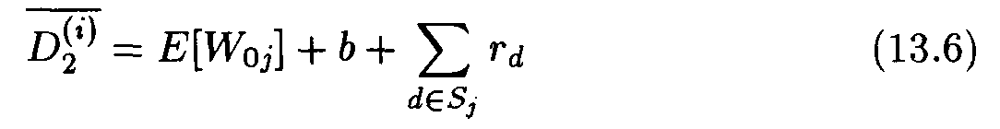 $\overline{D_2^{(i)}} = E[W_{0j}] + b + \sum_{d \in S_j} r_d$ (13.6)